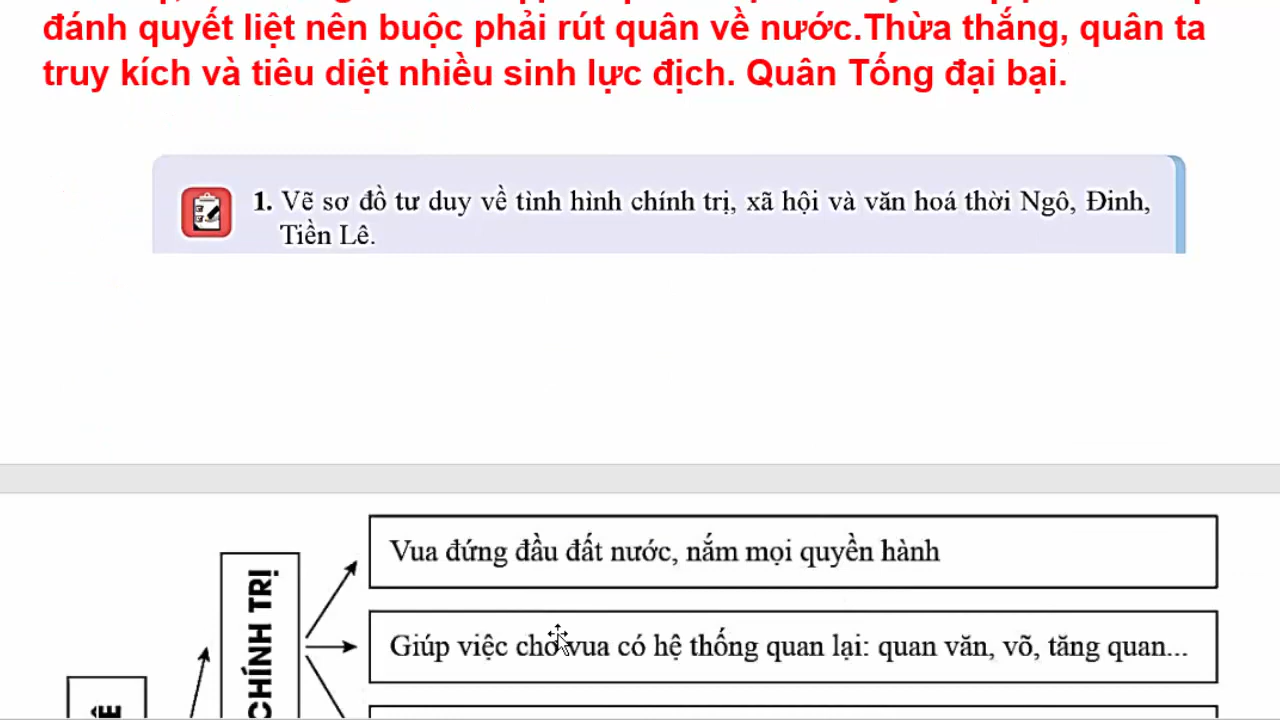 đánh quyết liệt nên buộc phải rút quân về nước.Thừa thắng, quân ta
truy kích và tiêu diệt nhiều sinh lực địch. Quân Tống đại bại.
1. Vẽ sơ đồ tư duy về tình hình chính trị, xã hội và văn hoá thời Ngô, Đinh,
Tiền Lê.
CHÍNH TRỊ
Vua đứng đầu đất nước, nắm mọi quyền hành
Giúp việc cho vua có hệ thống quan lại: quan văn, võ, tăng quan...